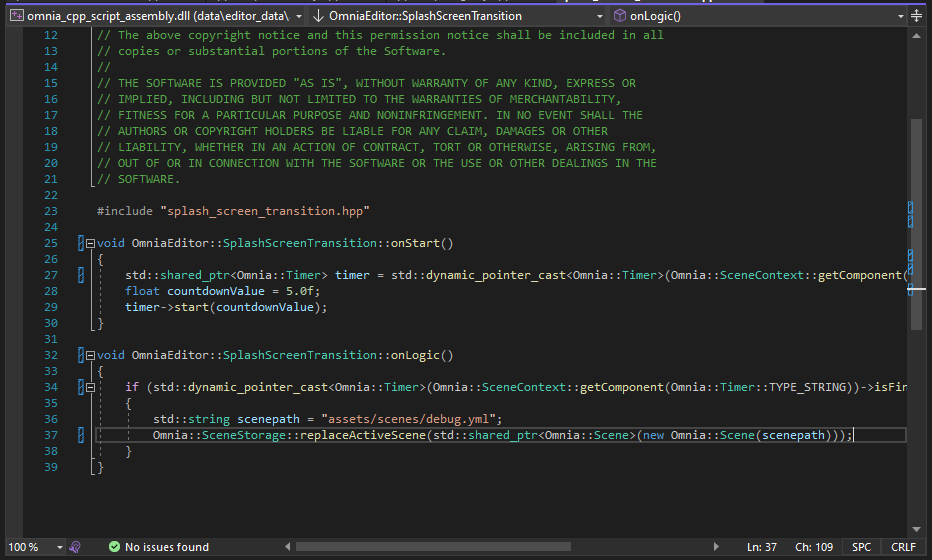 omnia_cpp_script_assembly.dll (data\editor_data\ OmniaEditor::SplashScreenTransition onLogic()
12 // The above copyright notice and this permission notice shall be included in all
13 // copies or substantial portions of the Software.
14 //
15 // THE SOFTWARE IS PROVIDED "AS IS", WITHOUT WARRANTY OF ANY KIND, EXPRESS OR
16 // IMPLIED, INCLUDING BUT NOT LIMITED TO THE WARRANTIES OF MERCHANTABILITY,
17 // FITNESS FOR A PARTICULAR PURPOSE AND NONINFRINGEMENT. IN NO EVENT SHALL THE
18 // AUTHORS OR COPYRIGHT HOLDERS BE LIABLE FOR ANY CLAIM, DAMAGES OR OTHER
19 // LIABILITY, WHETHER IN AN ACTION OF CONTRACT, TORT OR OTHERWISE, ARISING FROM,
20 // OUT OF OR IN CONNECTION WITH THE SOFTWARE OR THE USE OR OTHER DEALINGS IN THE
21 // SOFTWARE.
22
23 #include "splash_screen_transition.hpp"
24
25 void OmniaEditor::SplashScreenTransition::onStart()
26 {
27 std::shared_ptr<Omnia::Timer> timer = std::dynamic_pointer_cast<Omnia::Timer>(Omnia::SceneContext::getComponent(
28 float countdownValue = 5.0f;
29 timer->start(countdownValue);
30 }
31
32 void OmniaEditor::SplashScreenTransition::onLogic()
33 {
34 if (std::dynamic_pointer_cast<Omnia::Timer>(Omnia::SceneContext::getComponent(Omnia::Timer::TYPE_STRING))->isFin
35 {
36 std::string scenepath = "assets/scenes/debug.yml";
37 Omnia::SceneStorage::replaceActiveScene(std::shared_ptr<Omnia::Scene>(new Omnia::Scene(scenepath)));
38 }
39 }
100 % No issues found Ln: 37 Ch: 109 SPC CRLF